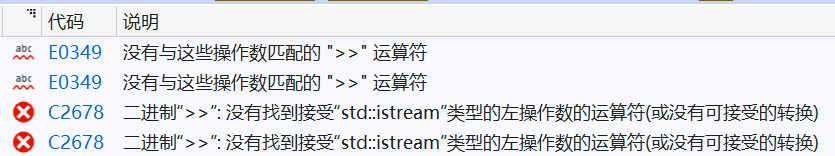 代码 说明
abc E0349 没有与这些操作数匹配的 ">>" 运算符
abc E0349 没有与这些操作数匹配的 ">>" 运算符
C2678 二进制“>>”: 没有找到接受“std::istream”类型的左操作数的运算符(或没有可接受的转换)
C2678 二进制“>>”: 没有找到接受“std::istream”类型的左操作数的运算符(或没有可接受的转换)